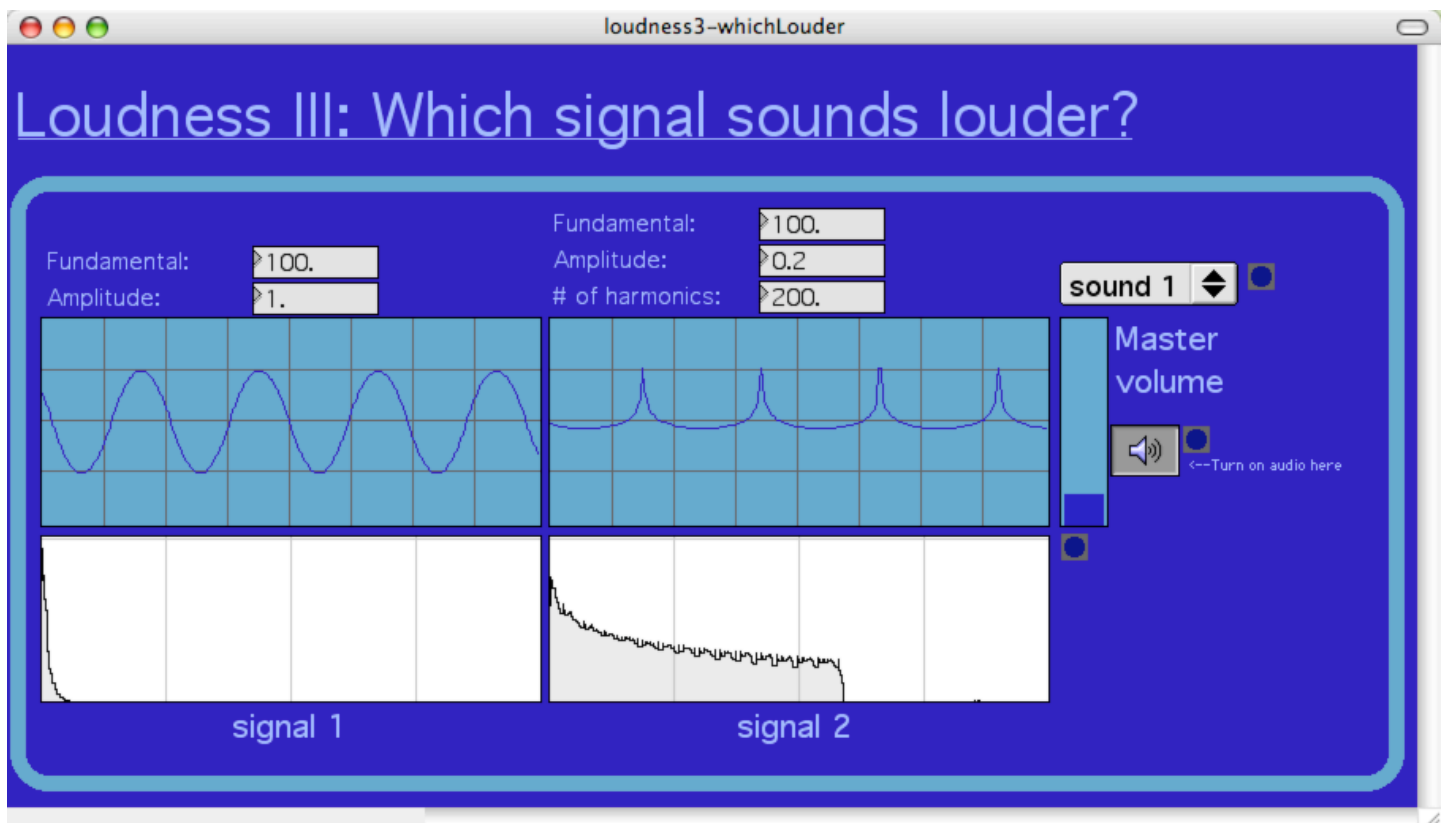 loudness3-whichLouder
Loudness III: Which signal sounds louder?
Fundamental: 100.
Amplitude: 1.
Fundamental: 100.
Amplitude: 0.2
# of harmonics: 200.
sound 1
Master
volume
<--Turn on audio here
signal 1
signal 2